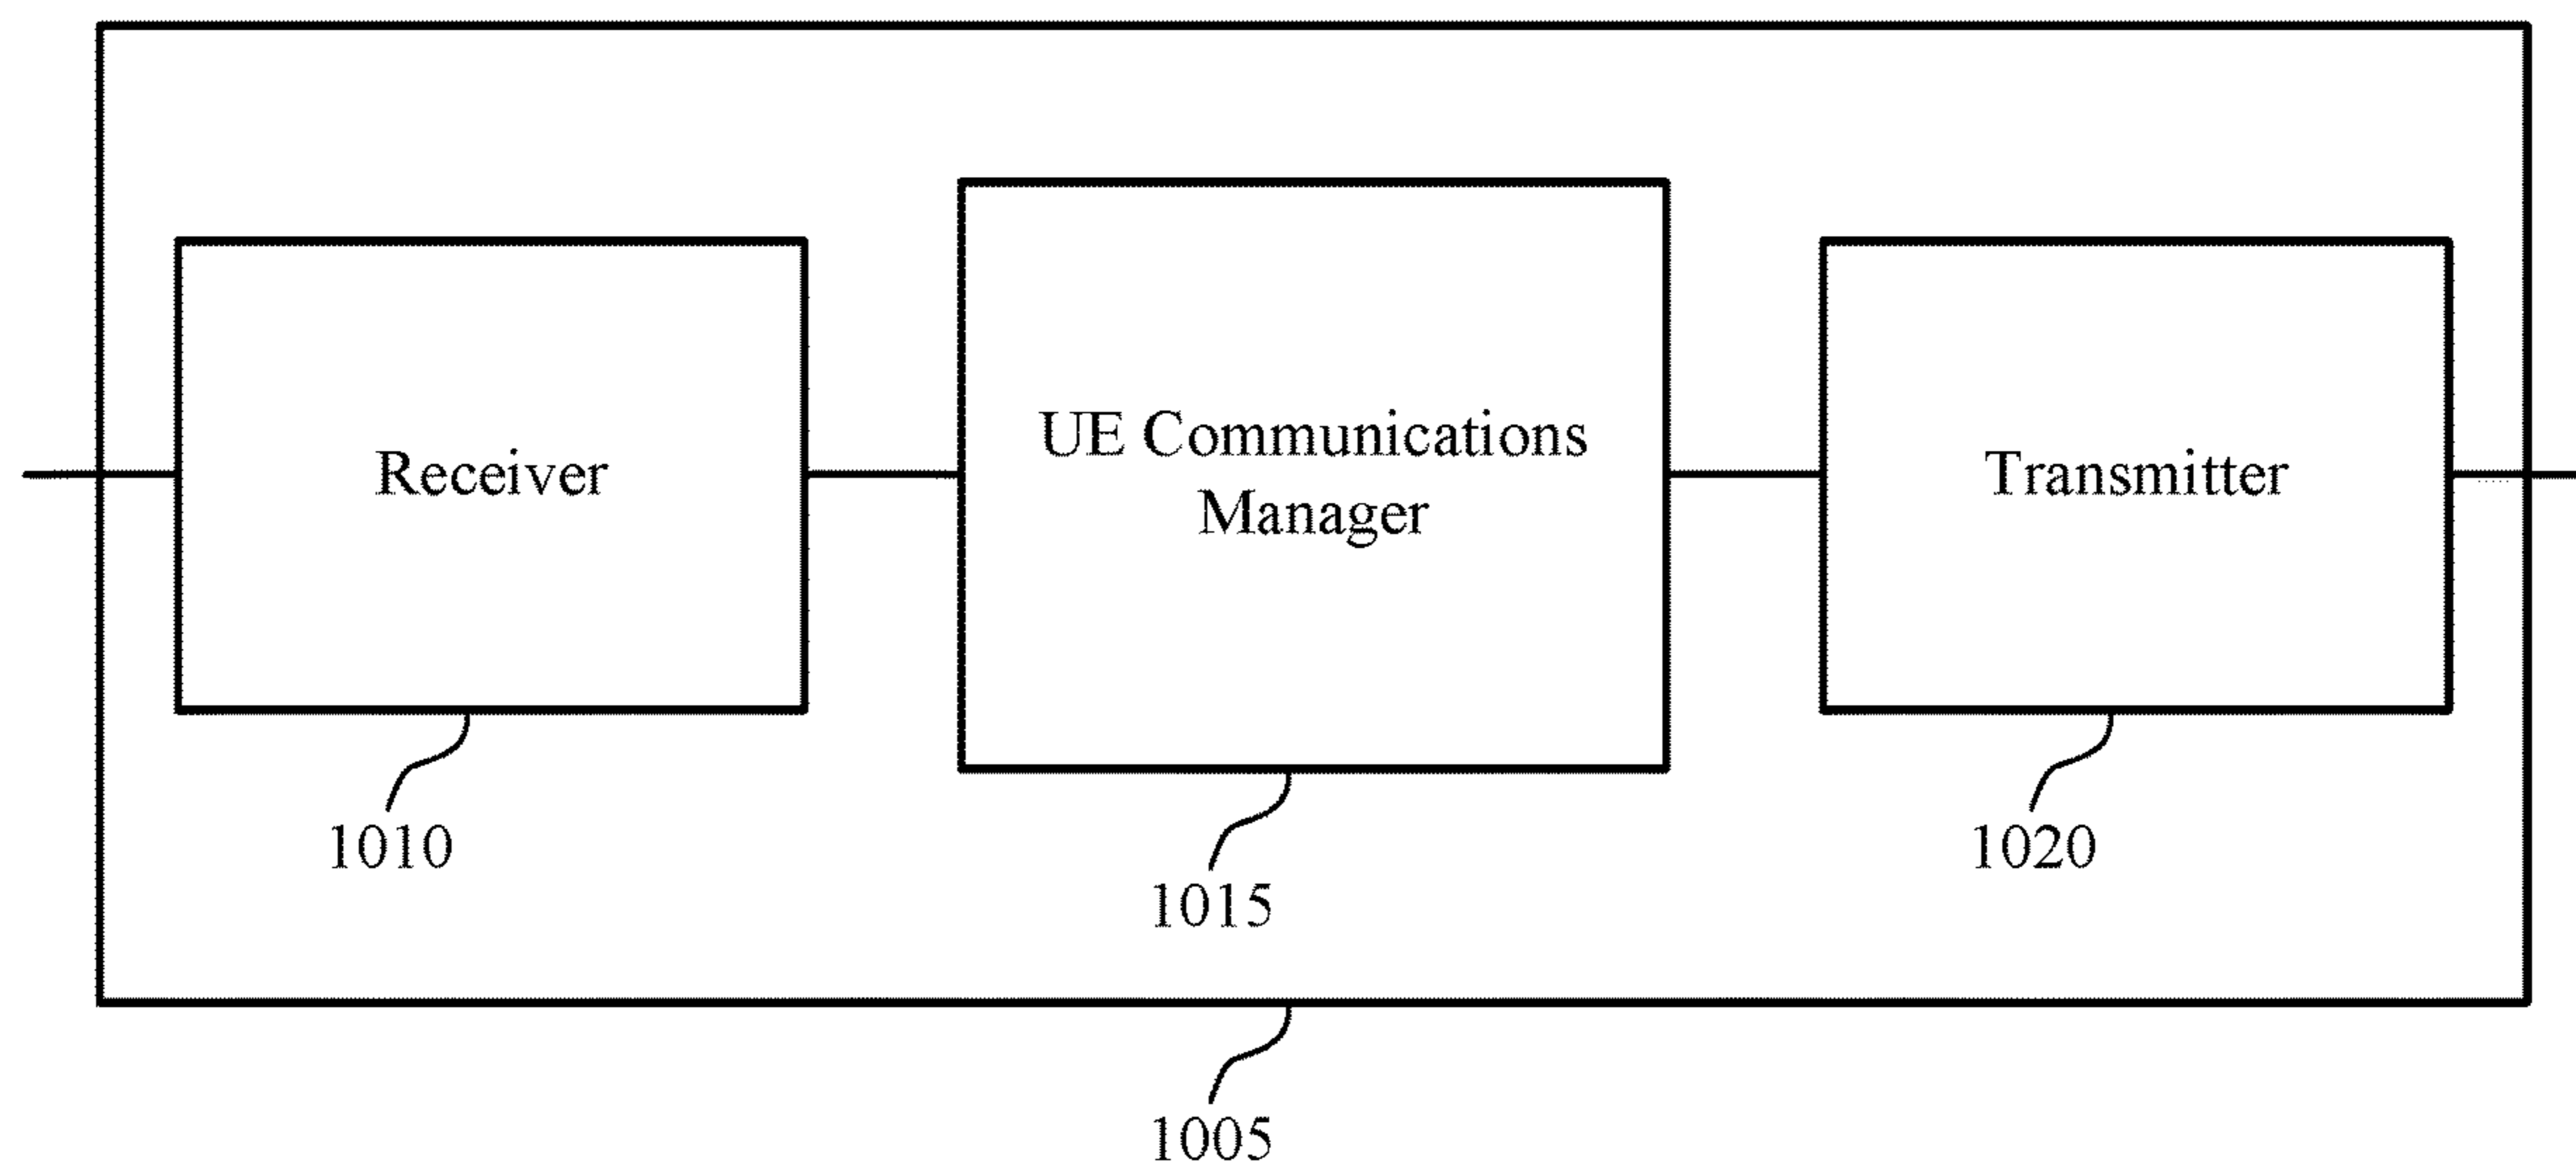 Receiver
UE Communications
Manager
Transmitter
1010
1020
1015
1005